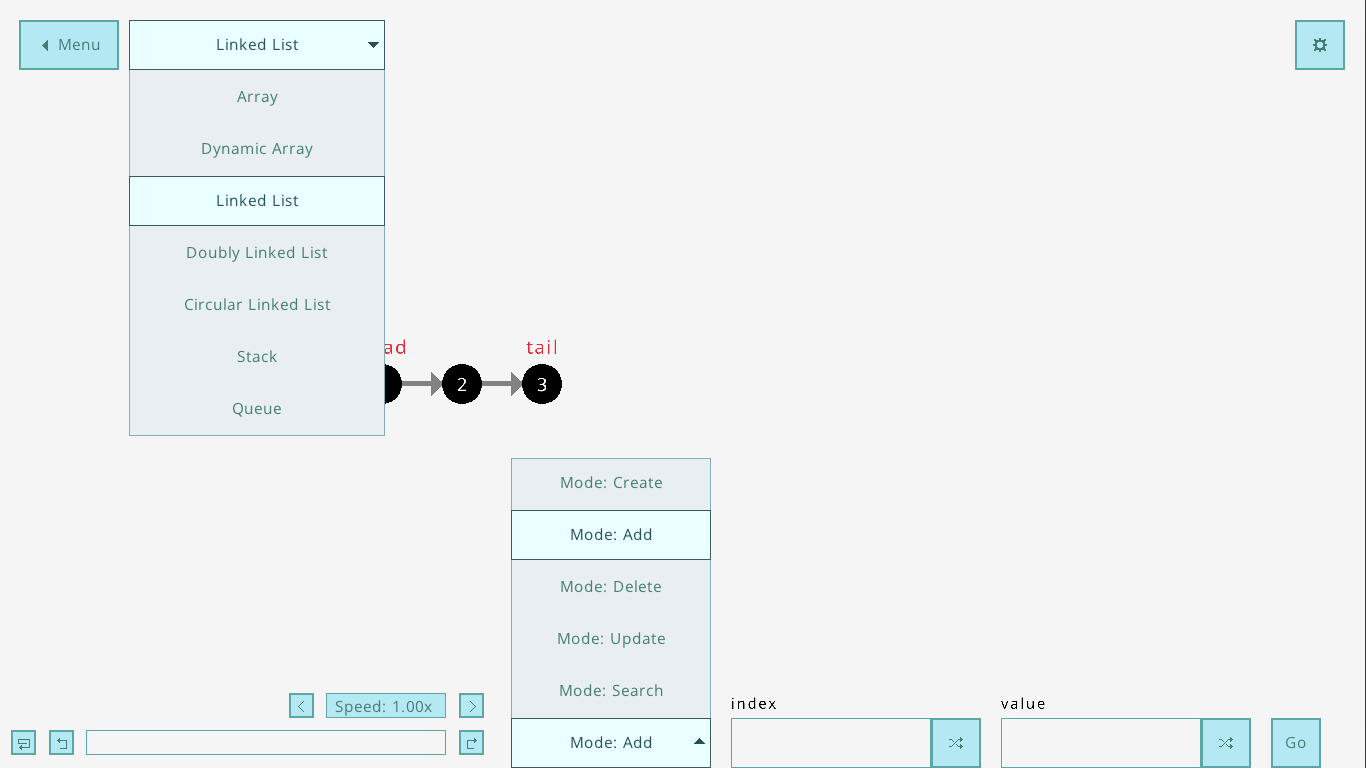 Menu
Linked List
Array
Dynamic Array
Linked List
Doubly Linked List
Circular Linked List
Stack
Queue
ad
tail
2
3
Mode: Create
Mode: Add
Mode: Delete
Mode: Update
Mode: Search
Mode: Add
Speed: 1.00x
index
value
Go